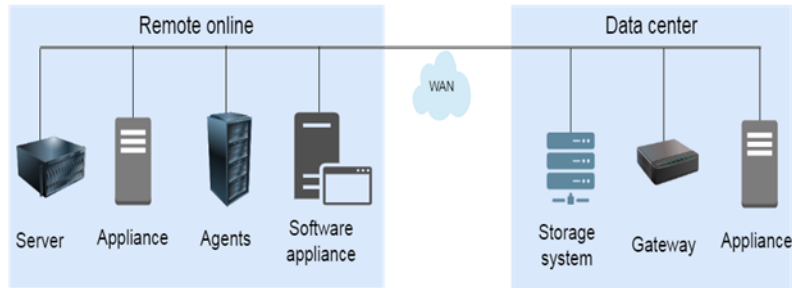 Remote online
Data center
WAN
Server
Appliance
Agents
Software
appliance
Storage
system
Gateway
Appliance